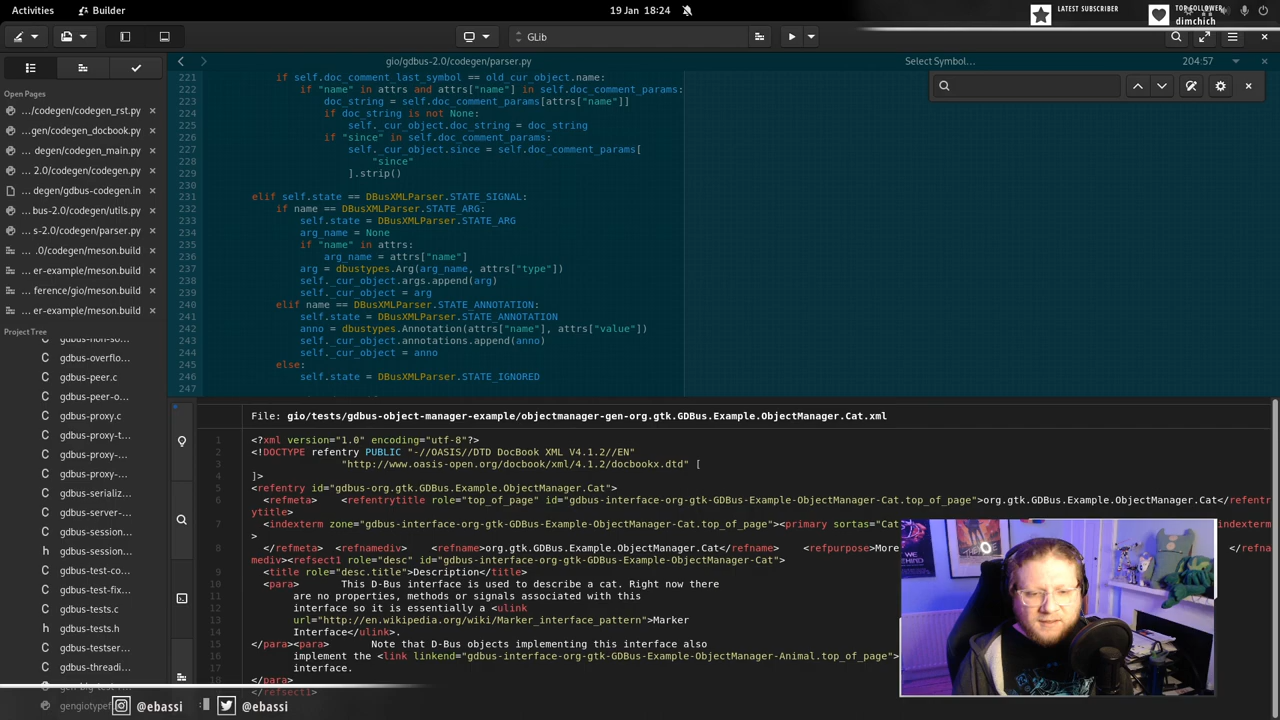 Activities
Builder
19 Jan 18:24
LATEST SUBSCRIBER
TOP FOLLOWER
dimchich
GLib
gio/gdbus-2.0/codegen/parser.py
Select Symbol…
204:57
Open Pages
…/codegen/codegen_rst.py
…gen/codegen_docbook.py
degen/codegen_main.py
… 2.0/codegen/codegen.py
degen/gdbus-codegen.in
… bus-2.0/codegen/utils.py
… s-2.0/codegen/parser.py
… .0/codegen/meson.build
… er-example/meson.build
… ference/gio/meson.build
… er-example/meson.build
Project Tree
gdbus-non-so…
gdbus-overflo…
gdbus-peer.c
gdbus-peer-o…
gdbus-proxy.c
gdbus-proxy-t…
gdbus-proxy-…
gdbus-proxy-…
gdbus-serializ…
gdbus-server-…
gdbus-session…
gdbus-session…
gdbus-test-co…
gdbus-test-fix…
gdbus-tests.c
gdbus-tests.h
gdbus-testser…
gdbus-threadi…
221 if self.doc_comment_last_symbol == old_cur_object.name:
222 if "name" in attrs and attrs["name"] in self.doc_comment_params:
223 doc_string = self.doc_comment_params[attrs["name"]]
224 if doc_string is not None:
225 self._cur_object.doc_string = doc_string
226 if "since" in self.doc_comment_params:
227 self._cur_object.since = self.doc_comment_params[
228 "since"
229 ].strip()
230
231 elif self.state == DBusXMLParser.STATE_SIGNAL:
232 if name == DBusXMLParser.STATE_ARG:
233 self.state = DBusXMLParser.STATE_ARG
234 arg_name = None
235 if "name" in attrs:
236 arg_name = attrs["name"]
237 arg = dbustypes.Arg(arg_name, attrs["type"])
238 self._cur_object.args.append(arg)
239 self._cur_object = arg
240 elif name == DBusXMLParser.STATE_ANNOTATION:
241 self.state = DBusXMLParser.STATE_ANNOTATION
242 anno = dbustypes.Annotation(attrs["name"], attrs["value"])
243 self._cur_object.annotations.append(anno)
244 self._cur_object = anno
245 else:
246 self.state = DBusXMLParser.STATE_IGNORED
247
File: gio/tests/gdbus-object-manager-example/objectmanager-gen-org.gtk.GDBus.Example.ObjectManager.Cat.xml
1 <?xml version="1.0" encoding="utf-8"?>
2 <!DOCTYPE refentry PUBLIC "-//OASIS//DTD DocBook XML V4.1.2//EN"
3 "http://www.oasis-open.org/docbook/xml/4.1.2/docbookx.dtd" [
4 ]>
5 <refentry id="gdbus-org.gtk.GDBus.Example.ObjectManager.Cat">
6 <refmeta> <refentrytitle role="top_of_page" id="gdbus-interface-org-gtk-GDBus-Example-ObjectManager-Cat.top_of_page">org.gtk.GDBus.Example.ObjectManager.Cat</refentr
ytitle>
7 <indexterm zone="gdbus-interface-org-gtk-GDBus-Example-ObjectManager-Cat.top_of_page"><primary sortas="Cat indexterm
>
8 </refmeta> <refnamediv> <refname>org.gtk.GDBus.Example.ObjectManager.Cat</refname> <refpurpose>More </refna
mediv><refsect1 role="desc" id="gdbus-interface-org-gtk-GDBus-Example-ObjectManager-Cat">
9 <title role="desc.title">Description</title>
10 <para> This D-Bus interface is used to describe a cat. Right now there
11 are no properties, methods or signals associated with this
12 interface so it is essentially a <ulink
13 url="http://en.wikipedia.org/wiki/Marker_interface_pattern">Marker
14 Interface</ulink>.
15 </para><para> Note that D-Bus objects implementing this interface also
16 implement the <link linkend="gdbus-interface-org-gtk-GDBus-Example-ObjectManager-Animal.top_of_page">
17 interface.
18 </para>
</refsect1>
gengiotypef
@ebassi
@ebassi